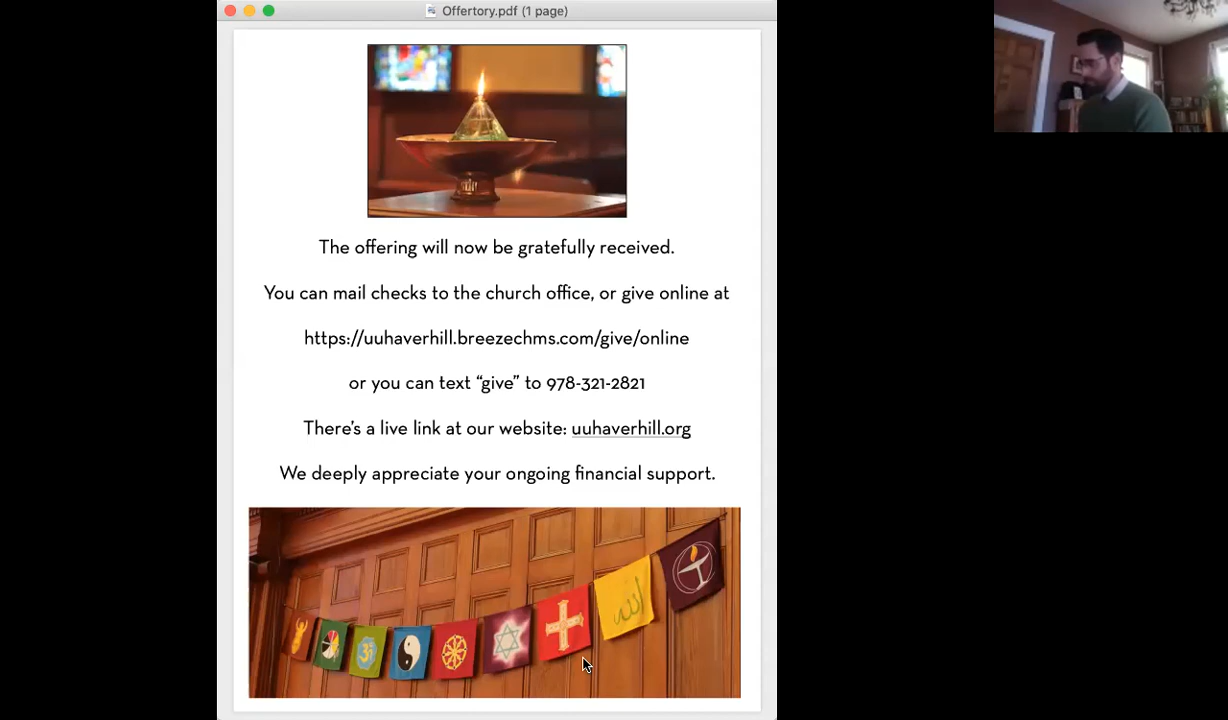 Offertory.pdf (1 page)
The offering will now be gratefully received.
You can mail checks to the church office, or give online at
https://uuhaverhill.breezechms.com/give/online
or you can text “give” to 978-321-2821
There’s a live link at our website: uuhaverhill.org
We deeply appreciate your ongoing financial support.
ॐ
الله